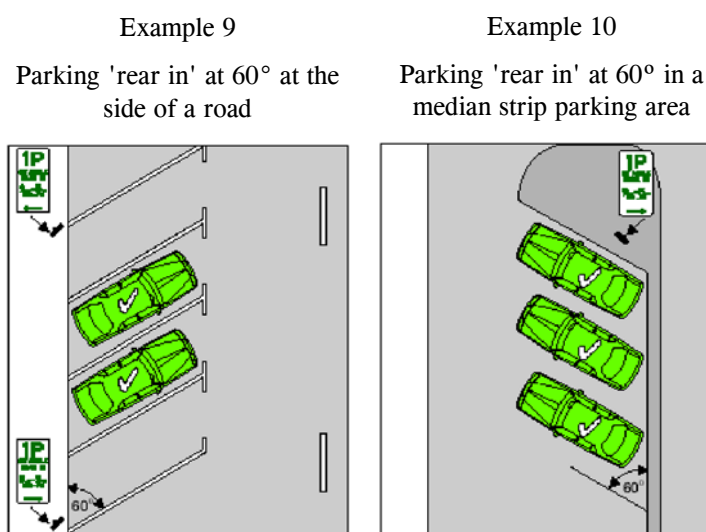 Example 9
Parking 'rear in' at 60° at the
side of a road
Example 10
Parking 'rear in' at 60º in a
median strip parking area
1P
1P
60°
1P
60°